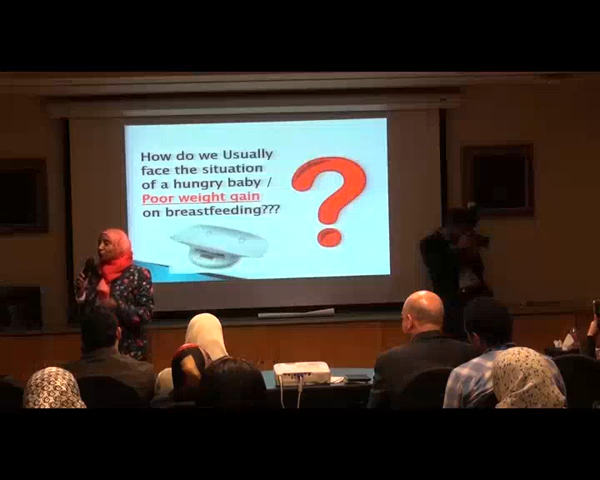 How do we Usually
face the situation
of a hungry baby /
Poor weight gain
on breastfeeding???
?